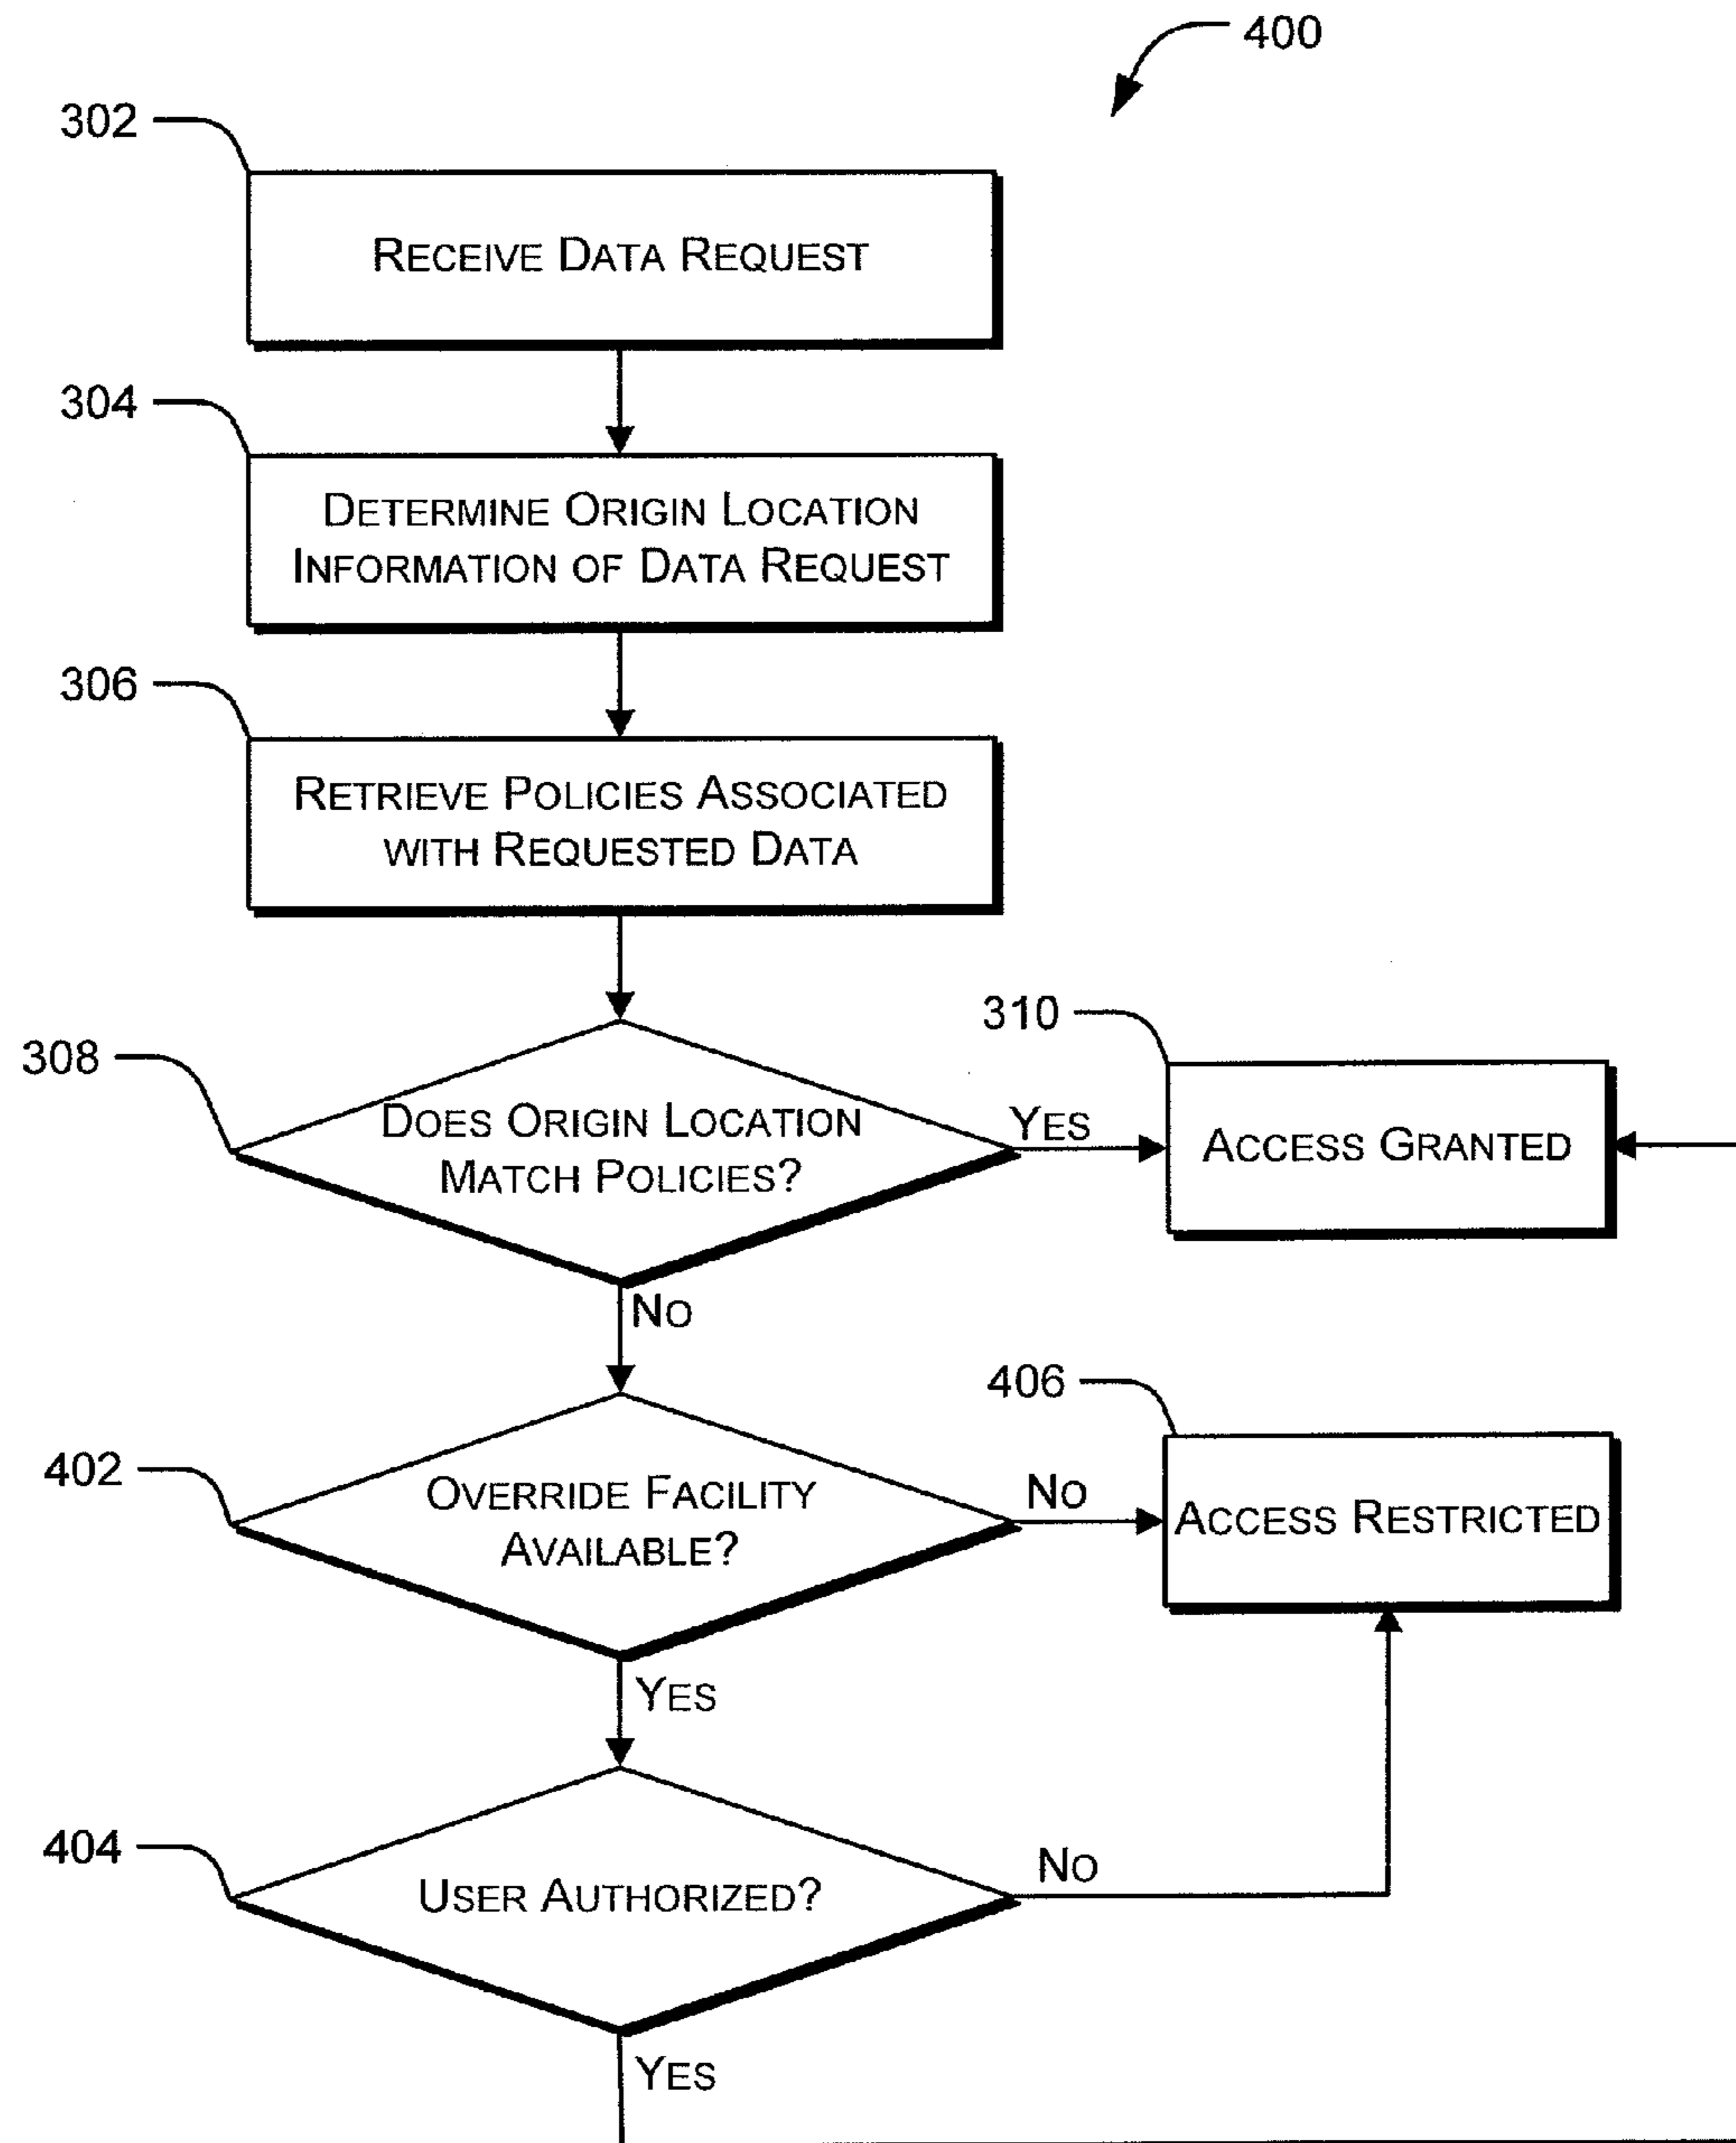 400
302
RECEIVE DATA REQUEST
304
DETERMINE ORIGIN LOCATION
INFORMATION OF DATA REQUEST
306
RETRIEVE POLICIES ASSOCIATED
WITH REQUESTED DATA
308
DOES ORIGIN LOCATION
MATCH POLICIES?
YES
310
ACCESS GRANTED
NO
402
OVERRIDE FACILITY
AVAILABLE?
NO
406
ACCESS RESTRICTED
YES
404
USER AUTHORIZED?
NO
YES